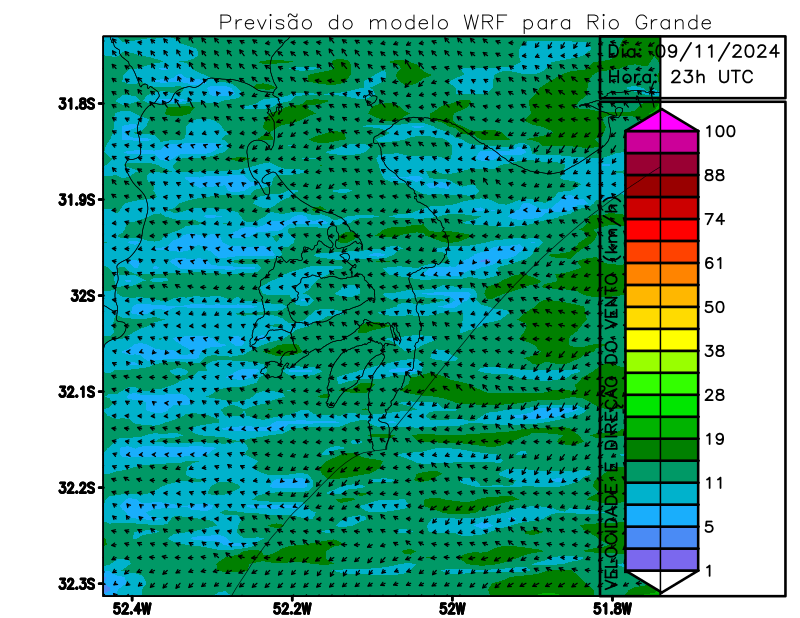 Previsão do modelo WRF para Rio Grande
Dia: 09/11/2024
Hora: 23h UTC
31.8S
31.9S
32S
32.1S
32.2S
32.3S
52.4W
52.2W
52W
51.8W
VELOCIDADE E DIREÇÃO DO VENTO (km/h)
100
88
74
61
50
38
28
19
11
5
1